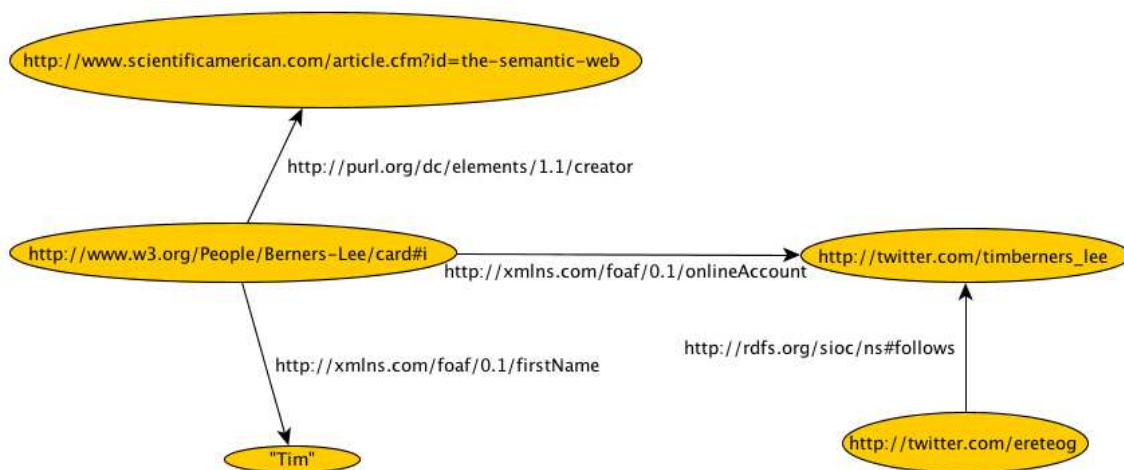 http://www.scientificamerican.com/article.cfm?id=the-semantic-web
http://purl.org/dc/elements/1.1/creator
http://www.w3.org/People/Berners-Lee/card#i
http://xmlns.com/foaf/0.1/onlineAccount
http://twitter.com/timberners_lee
http://rdfs.org/sioc/ns#follows
http://xmlns.com/foaf/0.1/firstName
http://twitter.com/ereteog
"Tim"